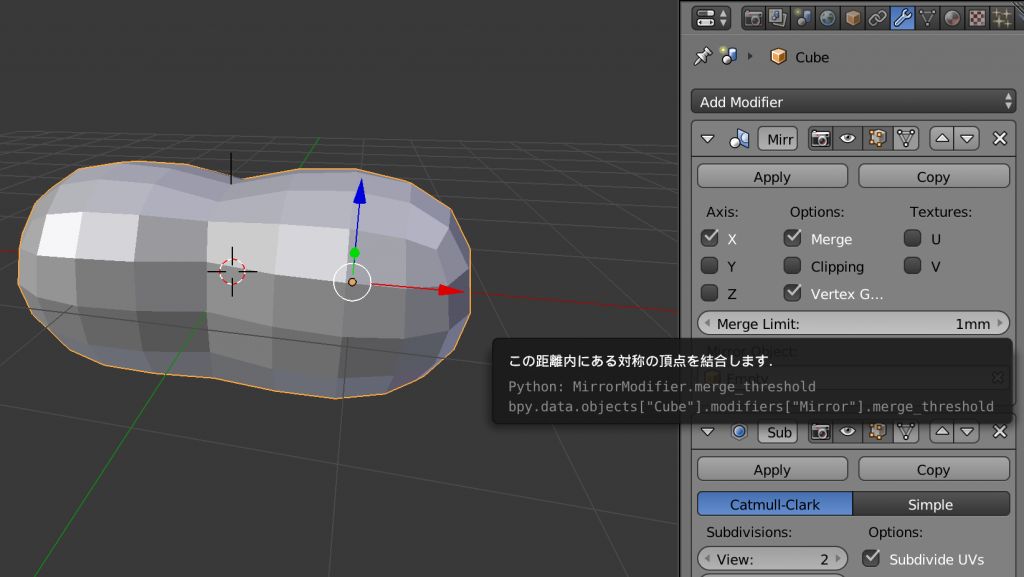 Cube
Add Modifier
Mirr
Apply
Copy
Axis:
Options:
Textures:
X
Merge
U
Y
Clipping
V
Z
Vertex G...
Merge Limit:
1mm
この距離内にある対称の頂点を結合します.
Python: MirrorModifier.merge_threshold
bpy.data.objects["Cube"].modifiers["Mirror"].merge_threshold
Sub
Apply
Copy
Catmull-Clark
Simple
Subdivisions:
Options:
View:
2
Subdivide UVs